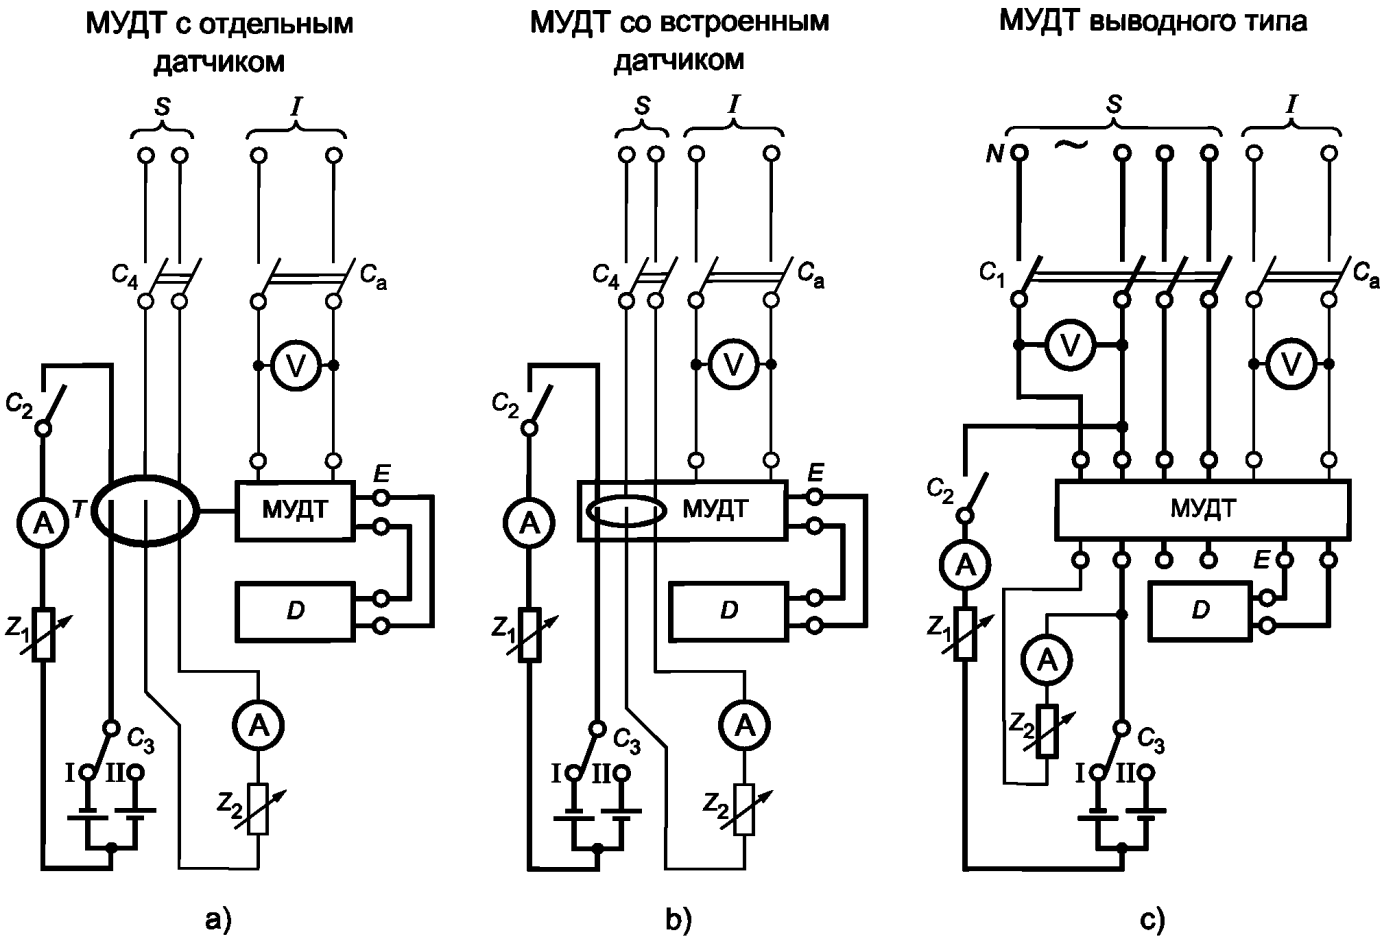 МУДТ с отдельным
датчиком
S
I
C4
Ca
V
C2
E
T
МУДТ
A
D
Z1
A
C3
I
II
Z2
a)
МУДТ со встроенным
датчиком
S
I
C4
Ca
V
C2
E
МУДТ
A
D
Z1
A
C3
I
II
Z2
b)
МУДТ выводного типа
S
I
N
~
C1
Ca
V
V
C2
МУДТ
A
E
D
Z1
A
Z2
C3
I
II
c)